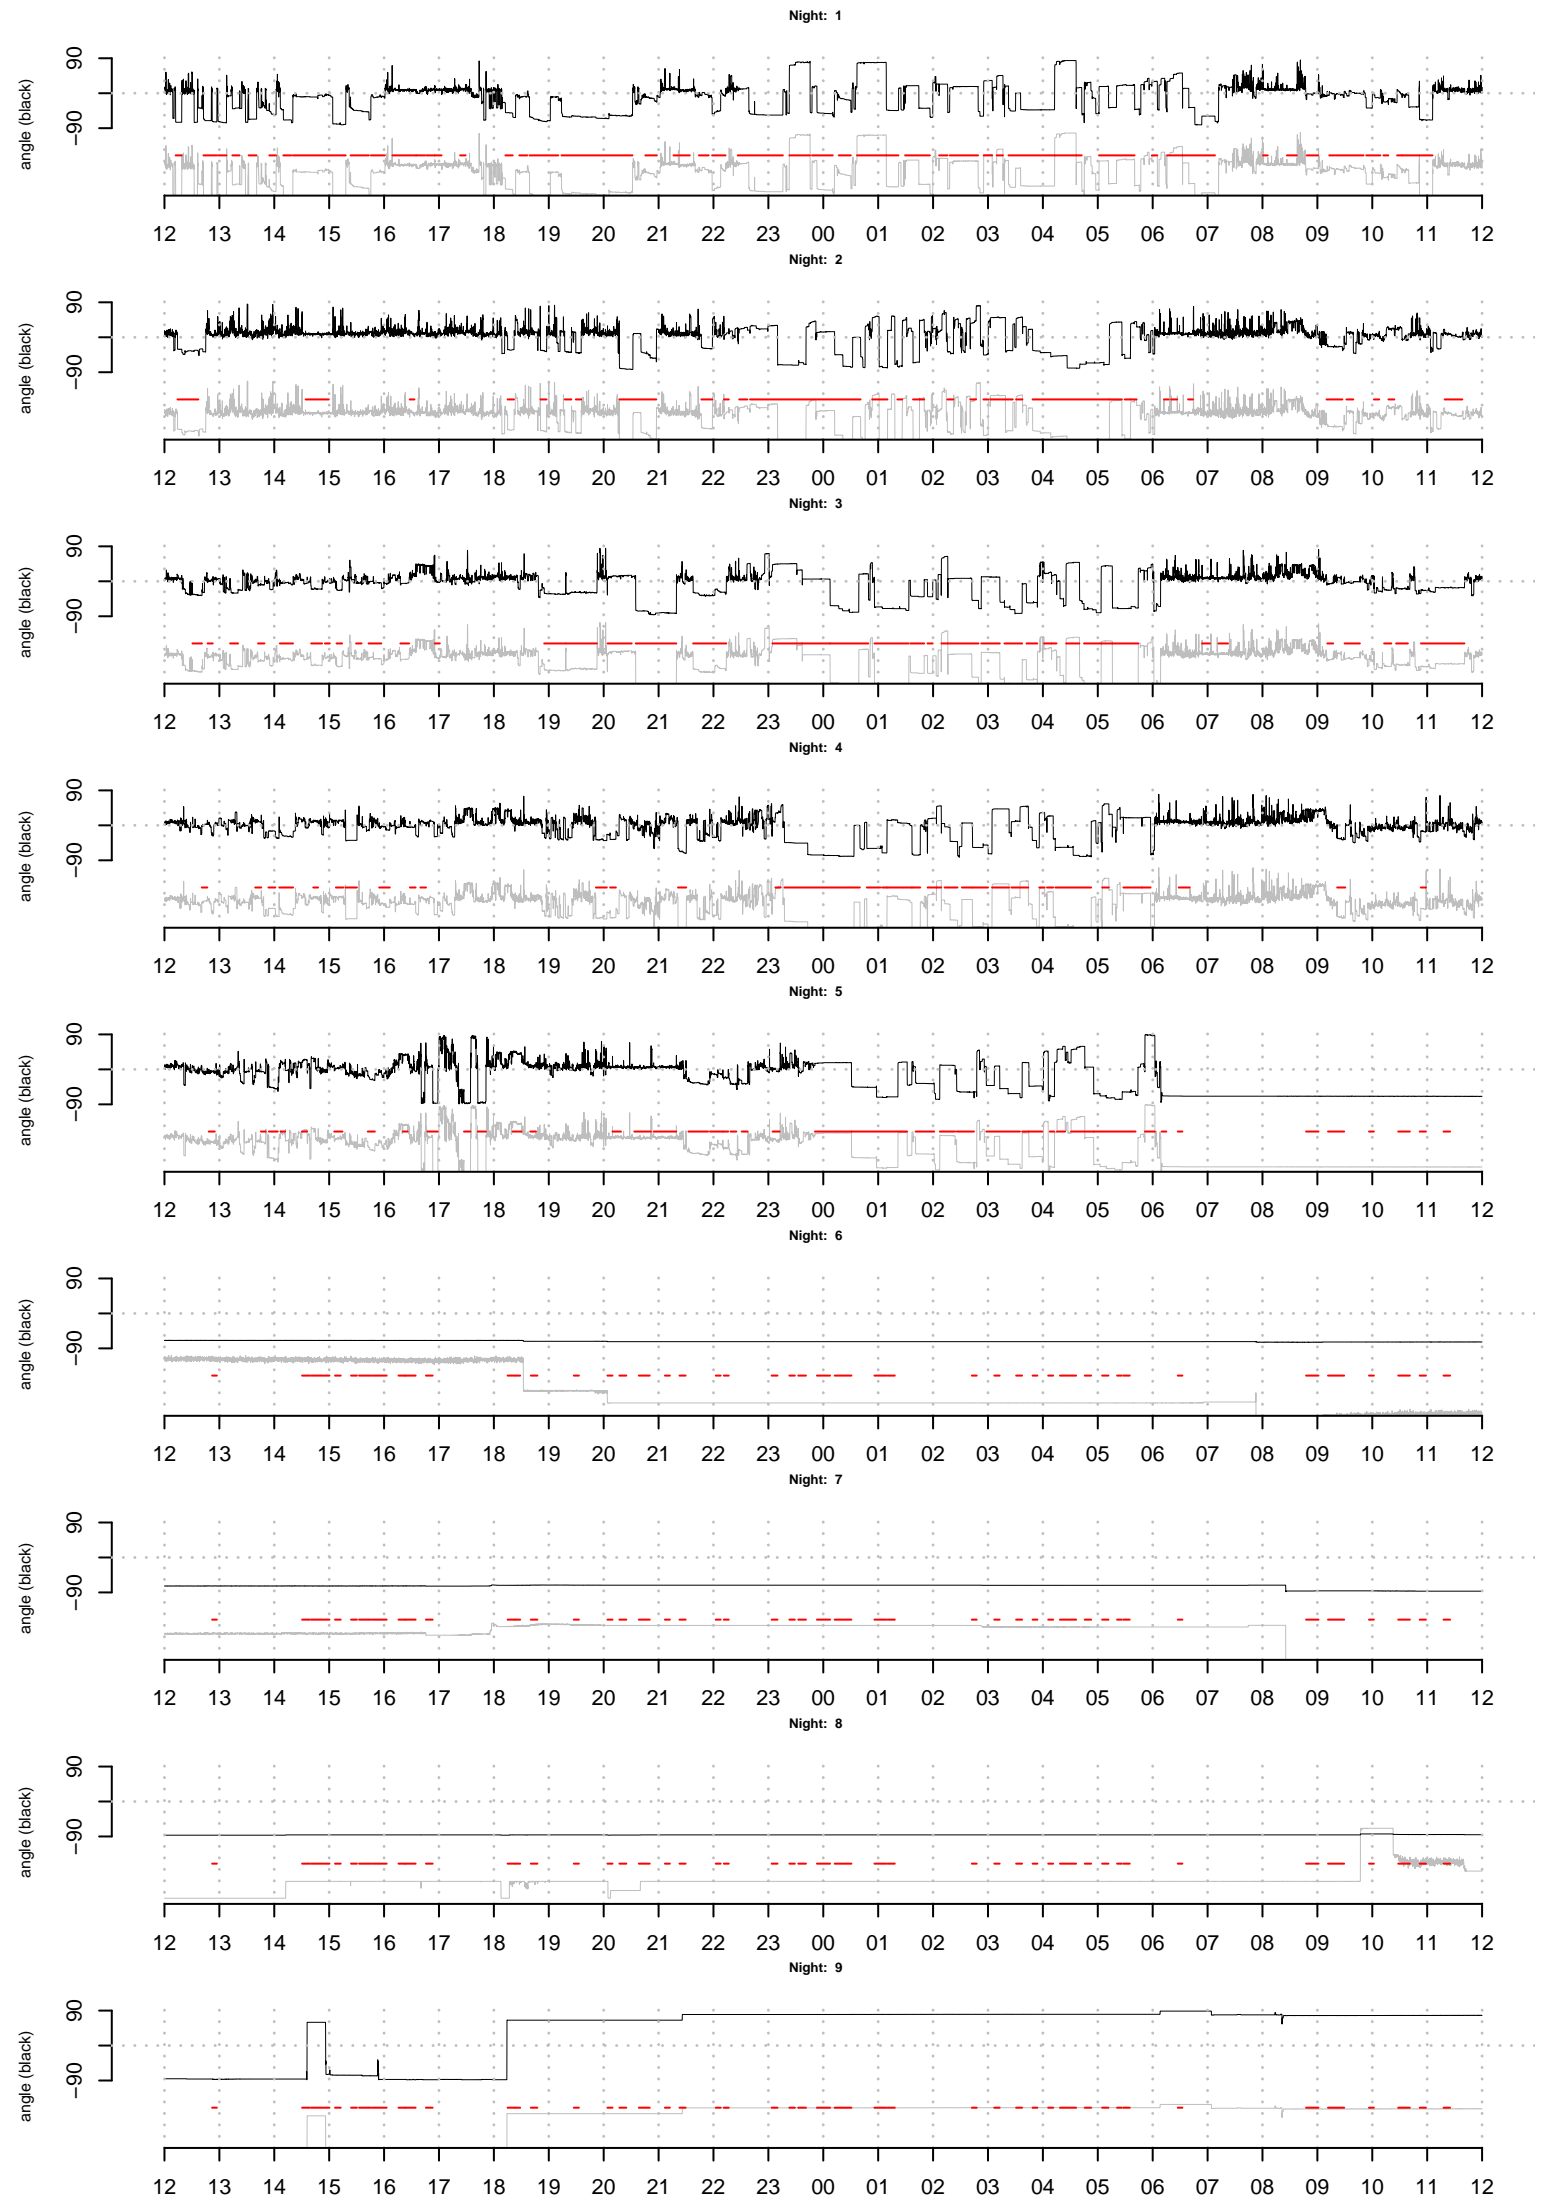 Night: 1
90
-90
angle (black)
12 13 14 15 16 17 18 19 20 21 22 23 00 01 02 03 04 05 06 07 08 09 10 11 12
Night: 2
90
-90
angle (black)
12 13 14 15 16 17 18 19 20 21 22 23 00 01 02 03 04 05 06 07 08 09 10 11 12
Night: 3
90
-90
angle (black)
12 13 14 15 16 17 18 19 20 21 22 23 00 01 02 03 04 05 06 07 08 09 10 11 12
Night: 4
90
-90
angle (black)
12 13 14 15 16 17 18 19 20 21 22 23 00 01 02 03 04 05 06 07 08 09 10 11 12
Night: 5
90
-90
angle (black)
12 13 14 15 16 17 18 19 20 21 22 23 00 01 02 03 04 05 06 07 08 09 10 11 12
Night: 6
90
-90
angle (black)
12 13 14 15 16 17 18 19 20 21 22 23 00 01 02 03 04 05 06 07 08 09 10 11 12
Night: 7
90
-90
angle (black)
12 13 14 15 16 17 18 19 20 21 22 23 00 01 02 03 04 05 06 07 08 09 10 11 12
Night: 8
90
-90
angle (black)
12 13 14 15 16 17 18 19 20 21 22 23 00 01 02 03 04 05 06 07 08 09 10 11 12
Night: 9
90
-90
angle (black)
12 13 14 15 16 17 18 19 20 21 22 23 00 01 02 03 04 05 06 07 08 09 10 11 12